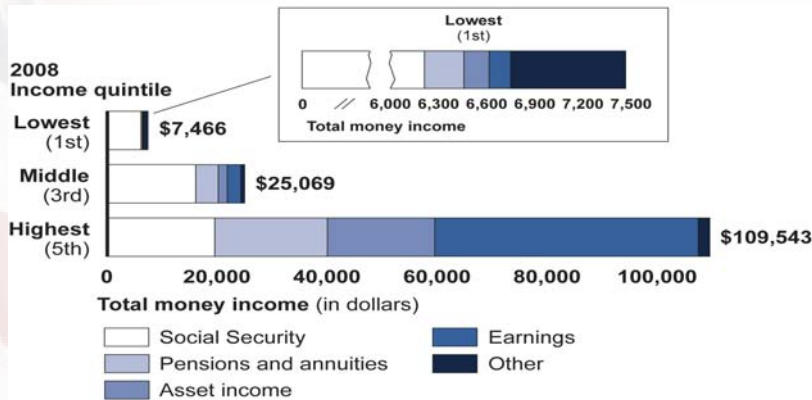 Lowest
(1st)
0 6,000 6,300 6,600 6,900 7,200 7,500
Total money income
2008
Income quintile
Lowest
(1st)
$7,466
Middle
(3rd)
$25,069
Highest
(5th)
$109,543
0 20,000 40,000 60,000 80,000 100,000
Total money income (in dollars)
Social Security
Earnings
Pensions and annuities
Other
Asset income